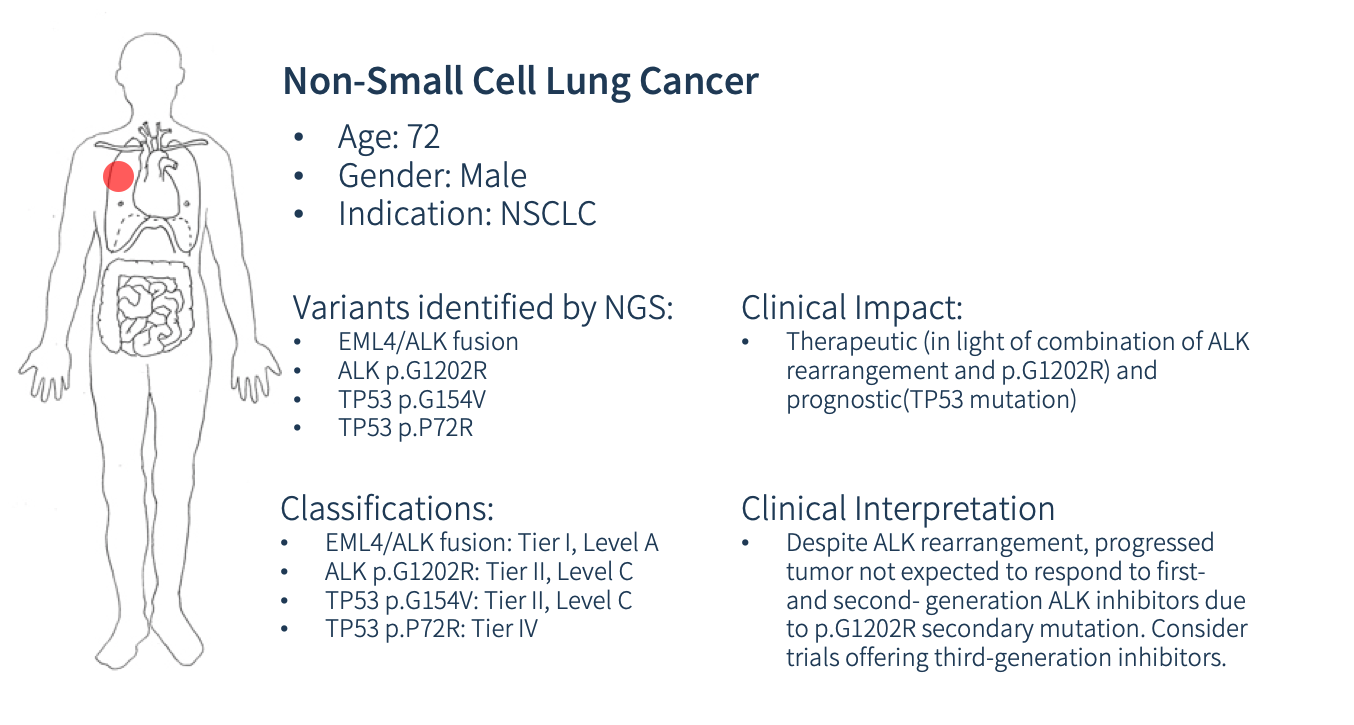 Non-Small Cell Lung Cancer
• Age: 72
• Gender: Male
• Indication: NSCLC
Variants identified by NGS:
• EML4/ALK fusion
• ALK p.G1202R
• TP53 p.G154V
• TP53 p.P72R
Clinical Impact:
• Therapeutic (in light of combination of ALK
rearrangement and p.G1202R) and
prognostic(TP53 mutation)
Classifications:
• EML4/ALK fusion: Tier I, Level A
• ALK p.G1202R: Tier II, Level C
• TP53 p.G154V: Tier II, Level C
• TP53 p.P72R: Tier IV
Clinical Interpretation
• Despite ALK rearrangement, progressed
tumor not expected to respond to first-
and second- generation ALK inhibitors due
to p.G1202R secondary mutation. Consider
trials offering third-generation inhibitors.